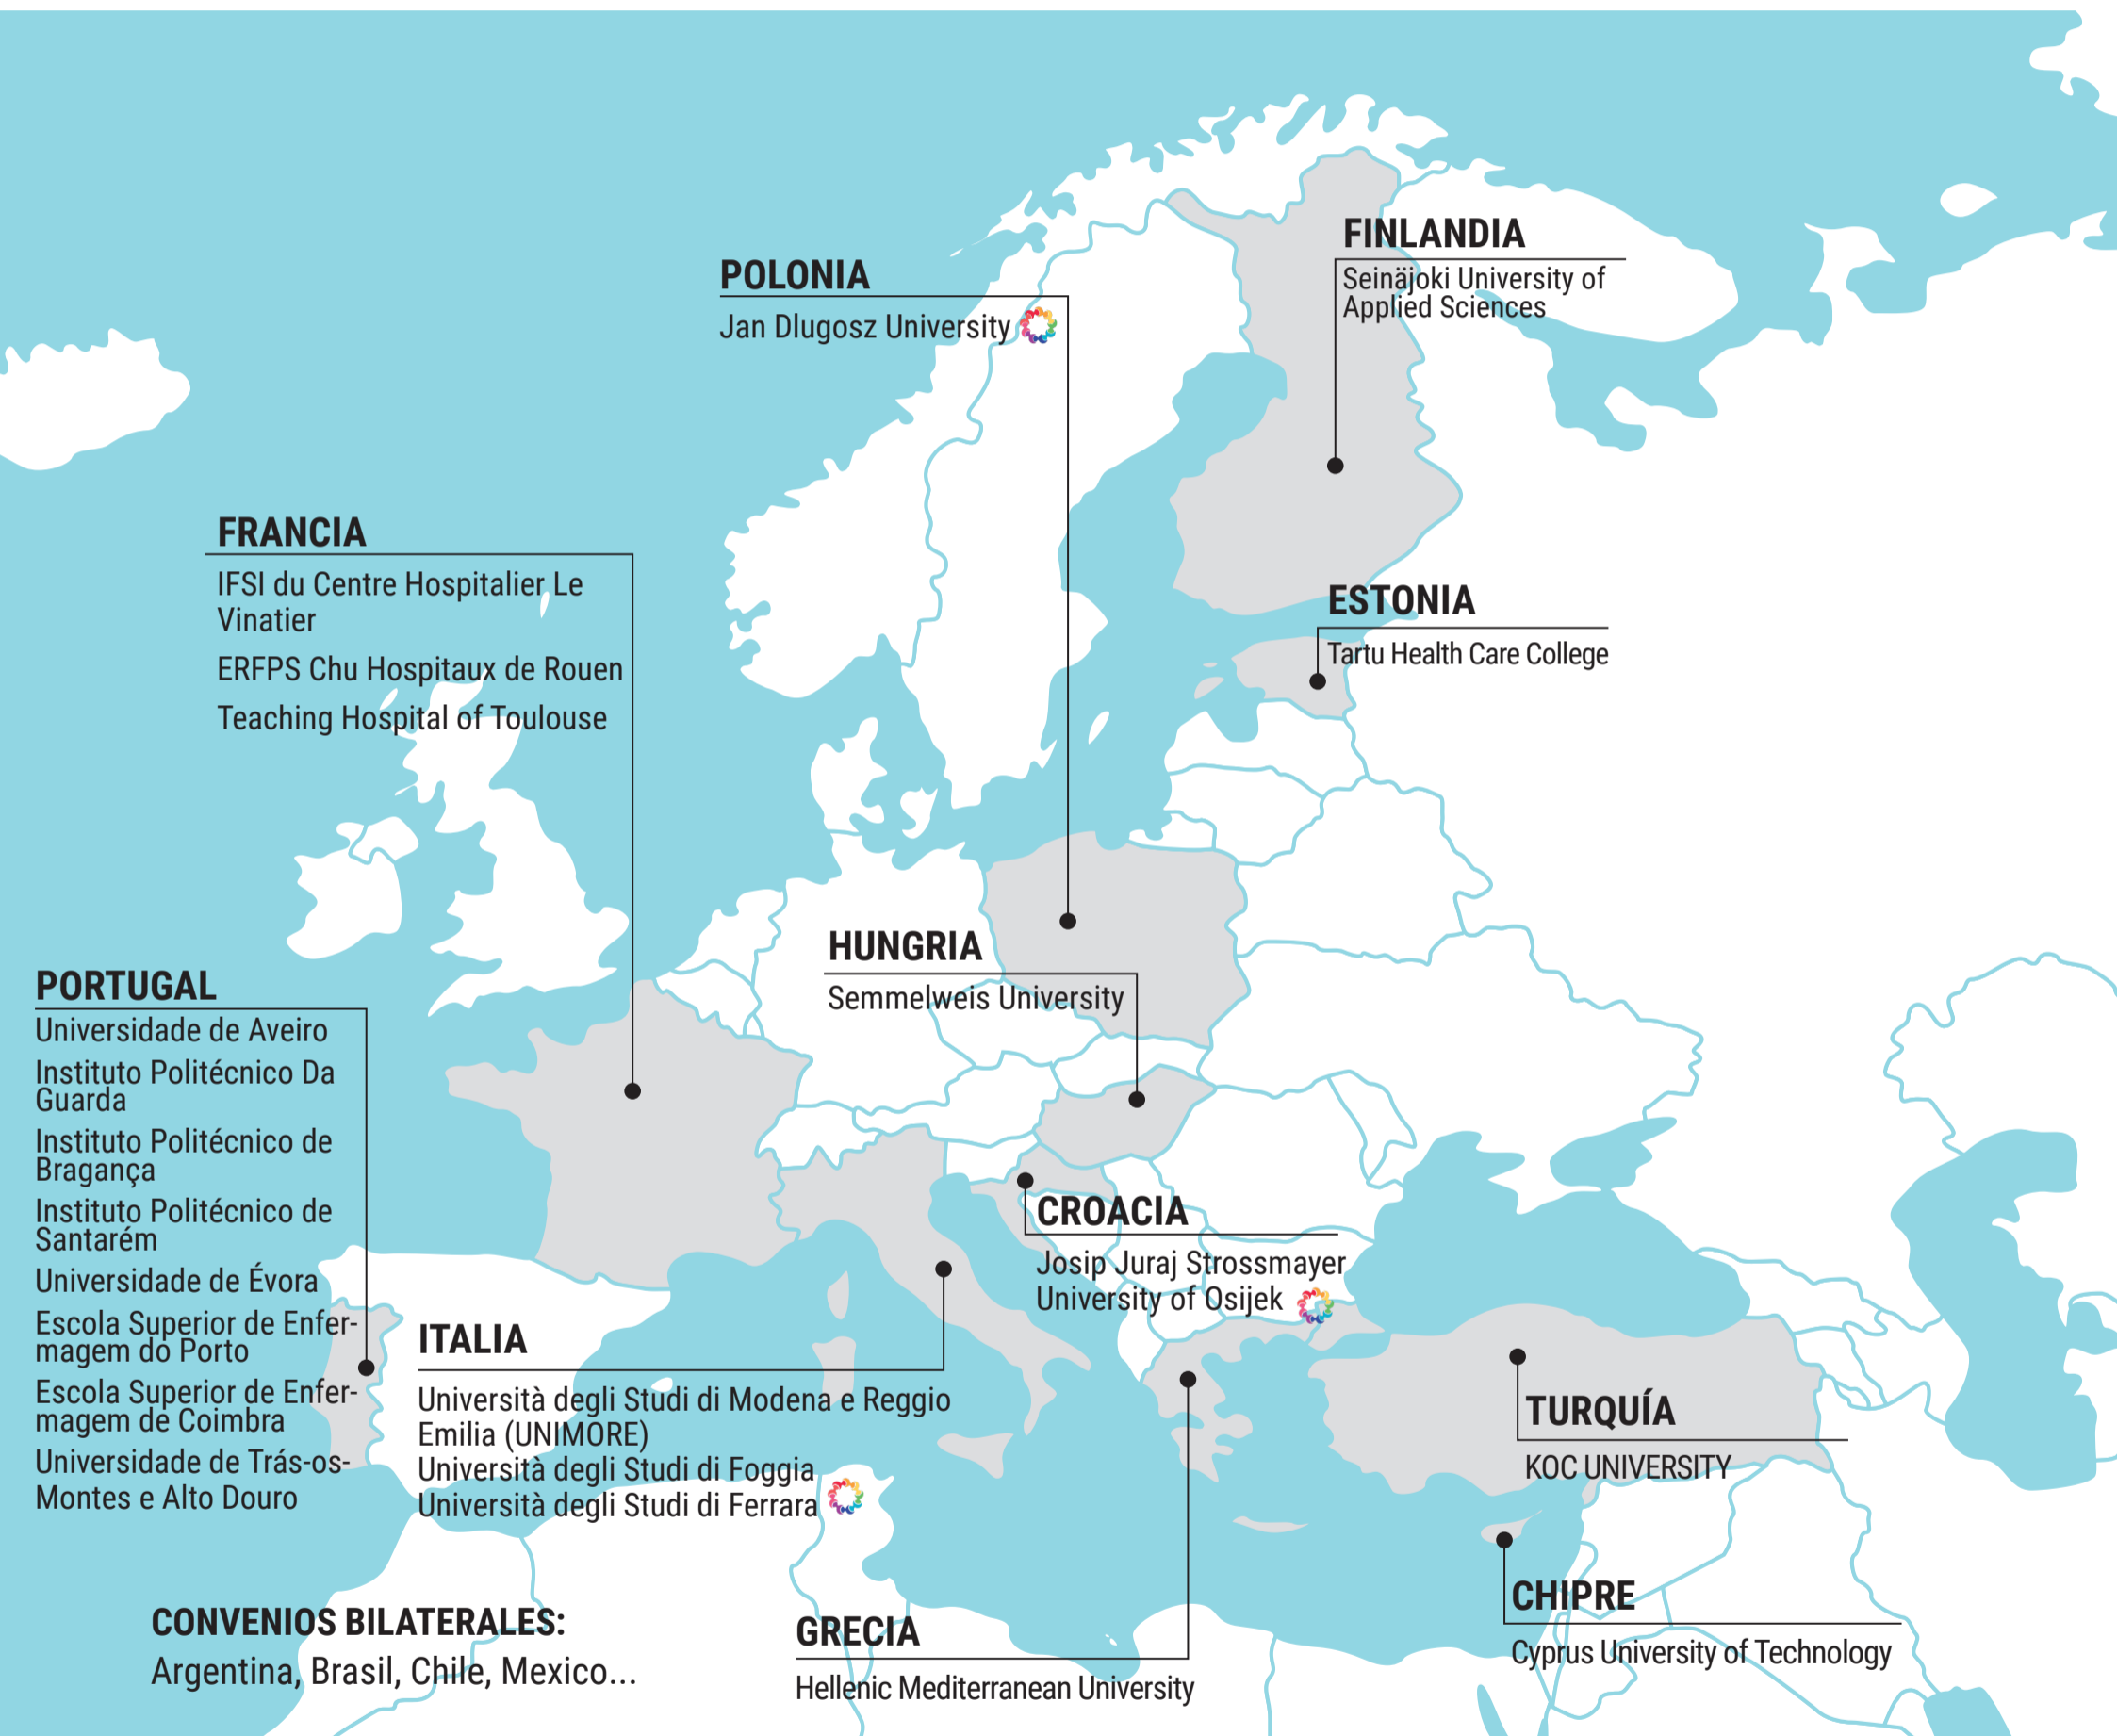 POLONIA
Jan Dlugosz University
FINLANDIA
Seinäjoki University of
Applied Sciences
FRANCIA
IFSI du Centre Hospitalier Le
Vinatier
ERFPS Chu Hospitaux de Rouen
Teaching Hospital of Toulouse
ESTONIA
Tartu Health Care College
HUNGRIA
Semmelweis University
PORTUGAL
Universidade de Aveiro
Instituto Politécnico Da
Guarda
Instituto Politécnico de
Bragança
Instituto Politécnico de
Santarém
Universidade de Évora
Escola Superior de Enfer-
magem do Porto
Escola Superior de Enfer-
magem de Coimbra
Universidade de Trás-os-
Montes e Alto Douro
CROACIA
Josip Juraj Strossmayer
University of Osijek
ITALIA
Università degli Studi di Modena e Reggio
Emilia (UNIMORE)
Università degli Studi di Foggia
Università degli Studi di Ferrara
TURQUÍA
KOC UNIVERSITY
CHIPRE
Cyprus University of Technology
GRECIA
Hellenic Mediterranean University
CONVENIOS BILATERALES:
Argentina, Brasil, Chile, Mexico...